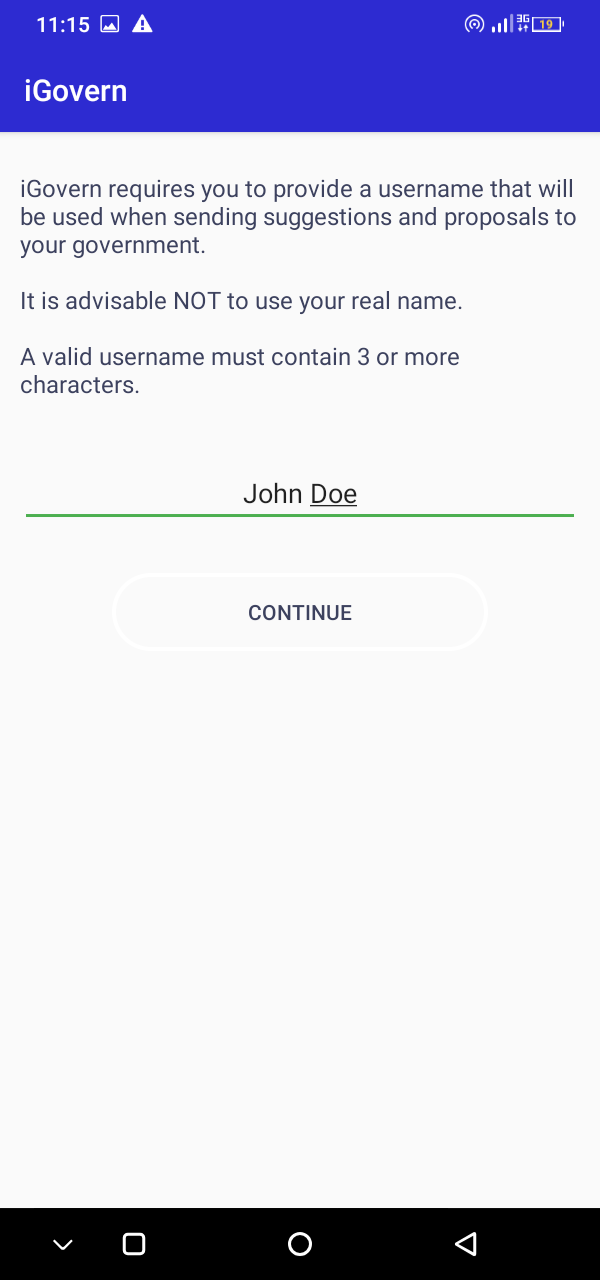 11:15
3G
19
iGovern
iGovern requires you to provide a username that will
be used when sending suggestions and proposals to
your government.
It is advisable NOT to use your real name.
A valid username must contain 3 or more
characters.
John Doe
CONTINUE